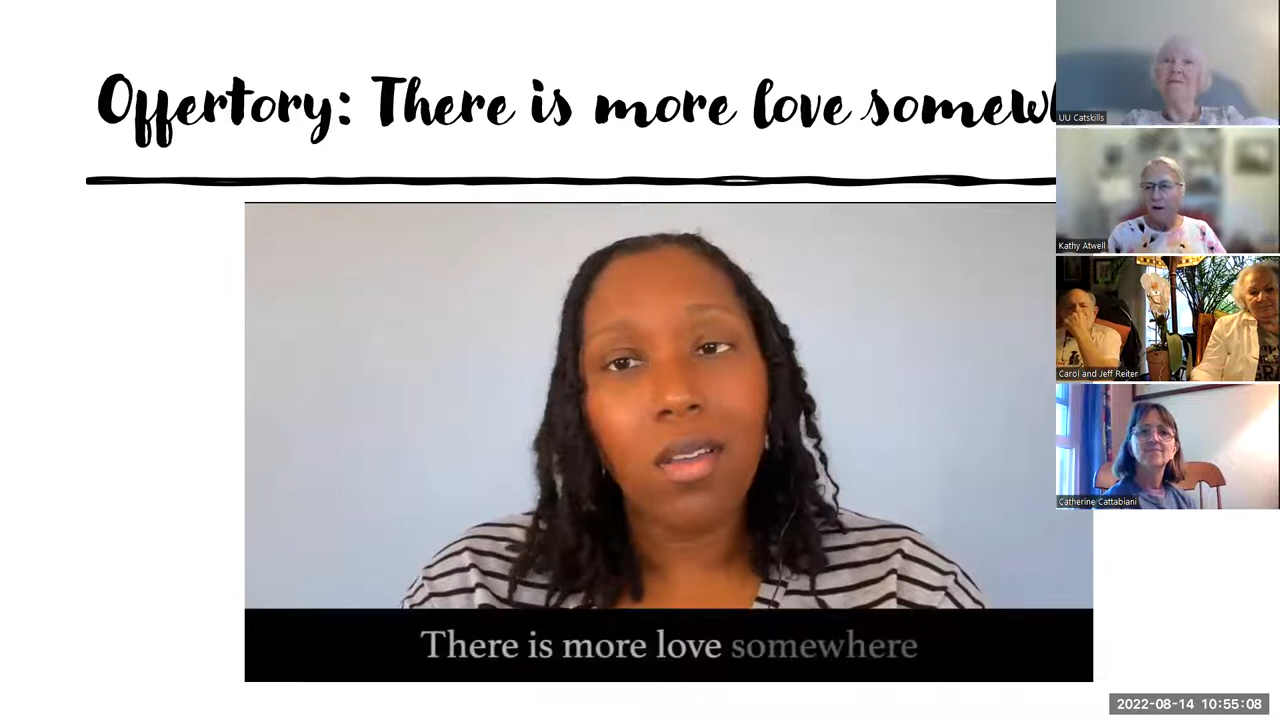 Offertory: There is more love somew
UU Catskills
Kathy Atwell
Carol and Jeff Reiter
Catherine Cattabiani
There is more love somewhere
2022-08-14 10:55:08